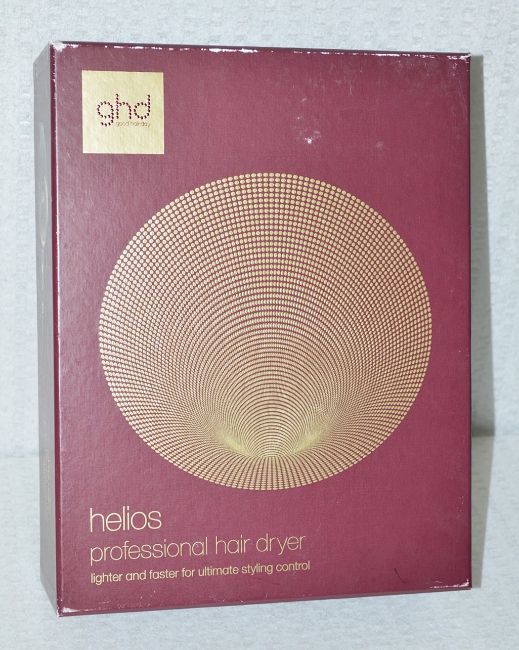 ghd
good hair day
helios
professional hair dryer
lighter and faster for ultimate styling control